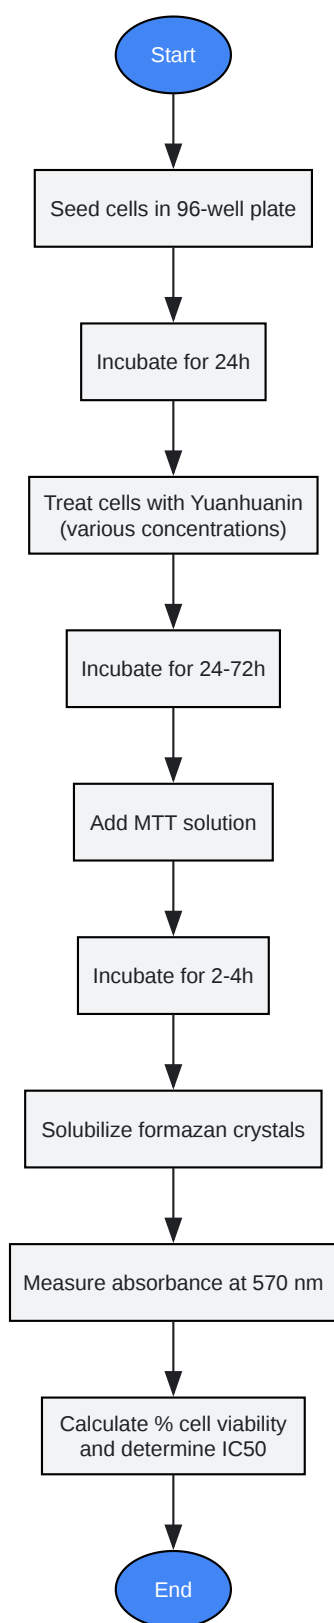 Start
Seed cells in 96-well plate
Incubate for 24h
Treat cells with Yuanhuanin
(various concentrations)
Incubate for 24-72h
Add MTT solution
Incubate for 2-4h
Solubilize formazan crystals
Measure absorbance at 570 nm
Calculate % cell viability
and determine IC50
End